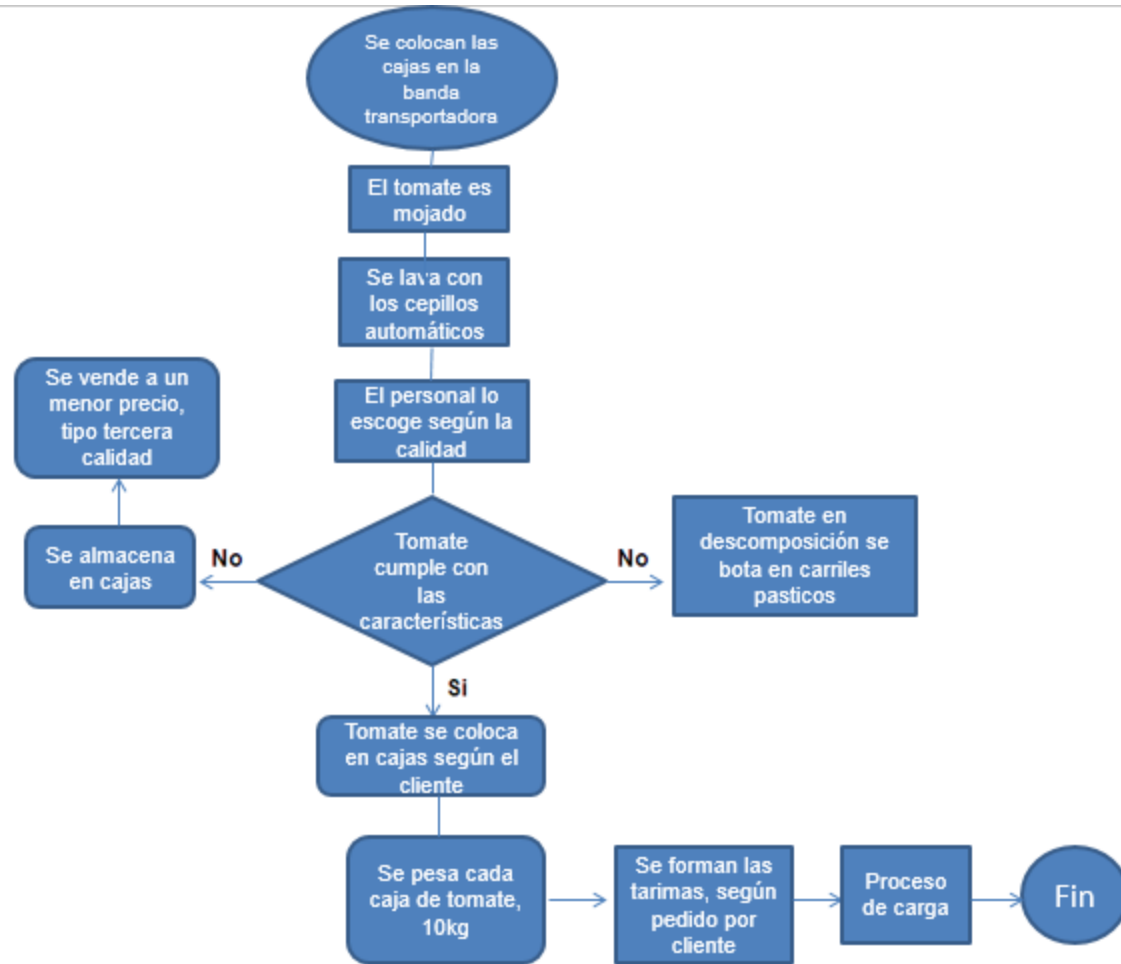 Se colocan las
cajas en la
banda
transportadora
El tomate es
mojado
Se lava con
los cepillos
automáticos
El personal lo
escoge según la
calidad
Se vende a un
menor precio,
tipo tercera
calidad
Se almacena
en cajas
No
Tomate
cumple con
las
características
No
Tomate en
descomposición se
bota en carriles
pasticos
Si
Tomate se coloca
en cajas según el
cliente
Se pesa cada
caja de tomate,
10kg
Se forman las
tarimas, según
pedido por
cliente
Proceso
de carga
Fin